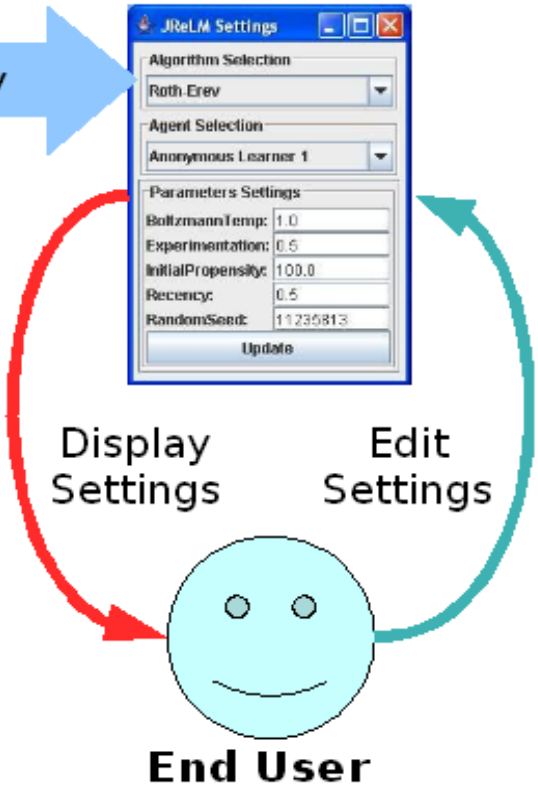 JReLM Settings
Algorithm Selection
Roth-Erev
Agent Selection
Anonymous Learner 1
Parameters Settings
BoltzmannTemp: 1.0
Experimentation: 0.5
InitialPropensity: 100.0
Recency: 0.5
RandomSeed: 11235813
Update
Display
Settings
Edit
Settings
End User